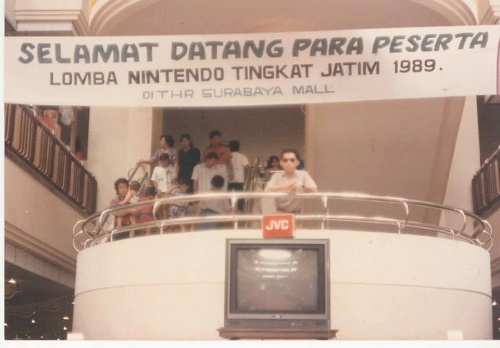 SELAMAT DATANG PARA PESERTA
LOMBA NINTENDO TINGKAT JATIM 1989.
DI THR SURABAYA MALL
JVC